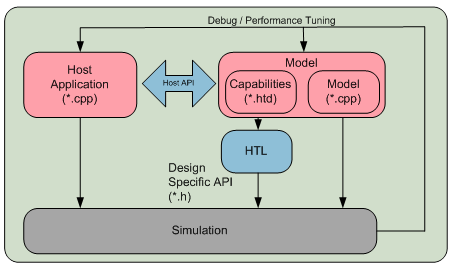 Debug / Performance Tuning
Host
Application
(*.cpp)
Host API
Model
Capabilities
(*.htd)
Model
(*.cpp)
HTL
Design
Specific API
(*.h)
Simulation